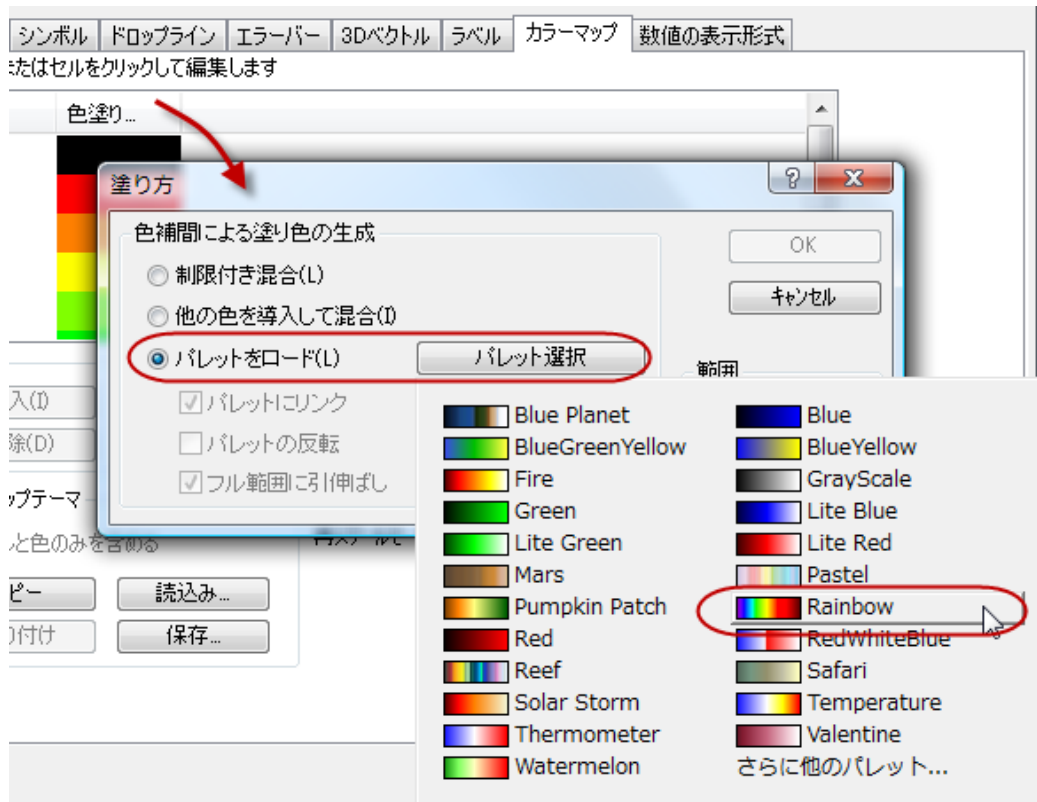 シンボル ドロップライン エラーバー 3Dベクトル ラベル カラーマップ 数値の表示形式
たはセルをクリックして編集します
色塗り...
塗り方
色補間による塗り色の生成
OK
制限付き混合(L)
キャンセル
他の色を導入して混合(I)
パレットをロード(L) パレット選択
範囲
入(I) パレットにリンク
除(D) パレットの反転
フル範囲に引伸ばし
ップテーマ
と色のみを含める
ピー 読込み...
り付け 保存...
Blue Planet Blue
BlueGreenYellow BlueYellow
Fire GrayScale
Green Lite Blue
Lite Green Lite Red
Mars Pastel
Pumpkin Patch Rainbow
Red RedWhiteBlue
Reef Safari
Solar Storm Temperature
Thermometer Valentine
Watermelon さらに他のパレット...